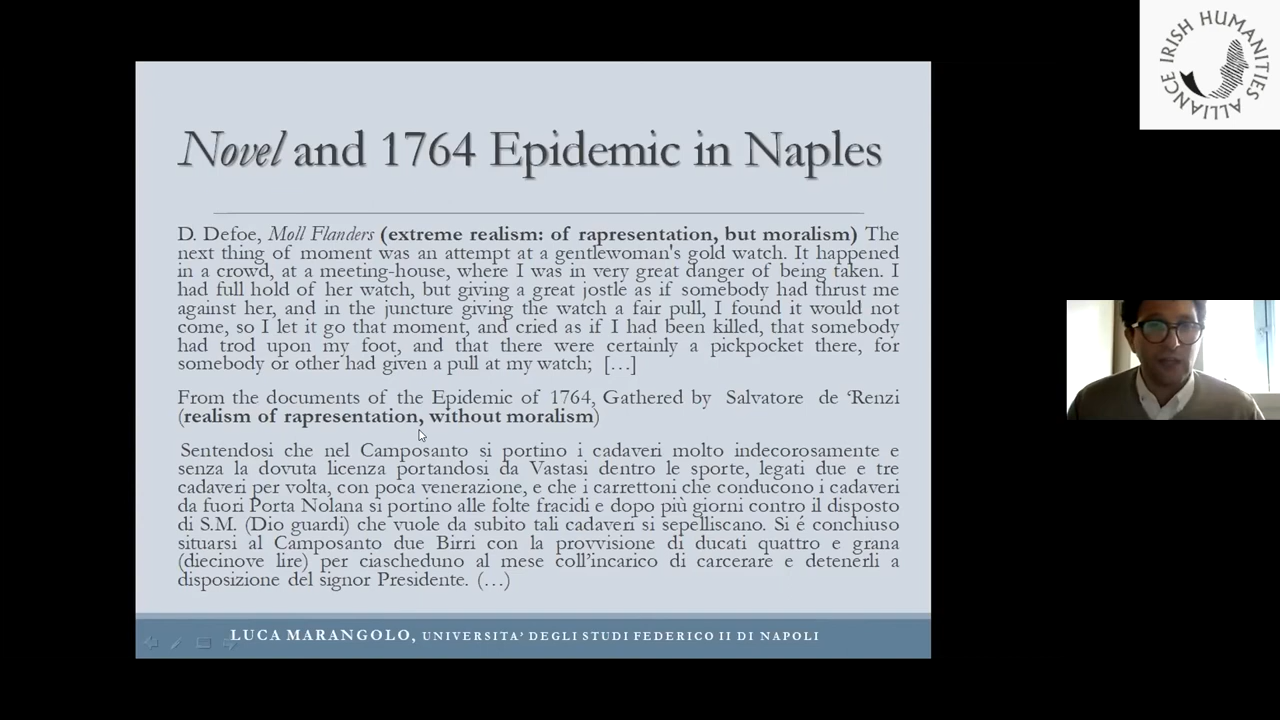 IRISH HUMANITIES ALLIANCE
Novel and 1764 Epidemic in Naples
D. Defoe, Moll Flanders (extreme realism: of rapresentation, but moralism) The
next thing of moment was an attempt at a gentlewoman's gold watch. It happened
in a crowd, at a meeting-house, where I was in very great danger of being taken. I
had full hold of her watch, but giving a great jostle as if somebody had thrust me
against her, and in the juncture giving the watch a fair pull, I found it would not
come, so I let it go that moment, and cried as if I had been killed, that somebody
had trod upon my foot, and that there were certainly a pickpocket there, for
somebody or other had given a pull at my watch; […]
From the documents of the Epidemic of 1764, Gathered by Salvatore de ‘Renzi
(realism of rapresentation, without moralism)
Sentendosi che nel Camposanto si portino i cadaveri molto indecorosamente e
senza la dovuta licenza portandosi da Vastasi dentro le sporte, legati due e tre
cadaveri per volta, con poca venerazione, e che i carrettoni che conducono i cadaveri
da fuori Porta Nolana si portino alle folte fracidi e dopo più giorni contro il disposto
di S.M. (Dio guardi) che vuole da subito tali cadaveri si sepelliscano. Si é conchiuso
situarsi al Camposanto due Birri con la provvisione di ducati quattro e grana
(diecinove lire) per ciascheduno al mese coll’incarico di carcerare e detenerli a
disposizione del signor Presidente. (…)
LUCA MARANGOLO, UNIVERSITA’ DEGLI STUDI FEDERICO II DI NAPOLI